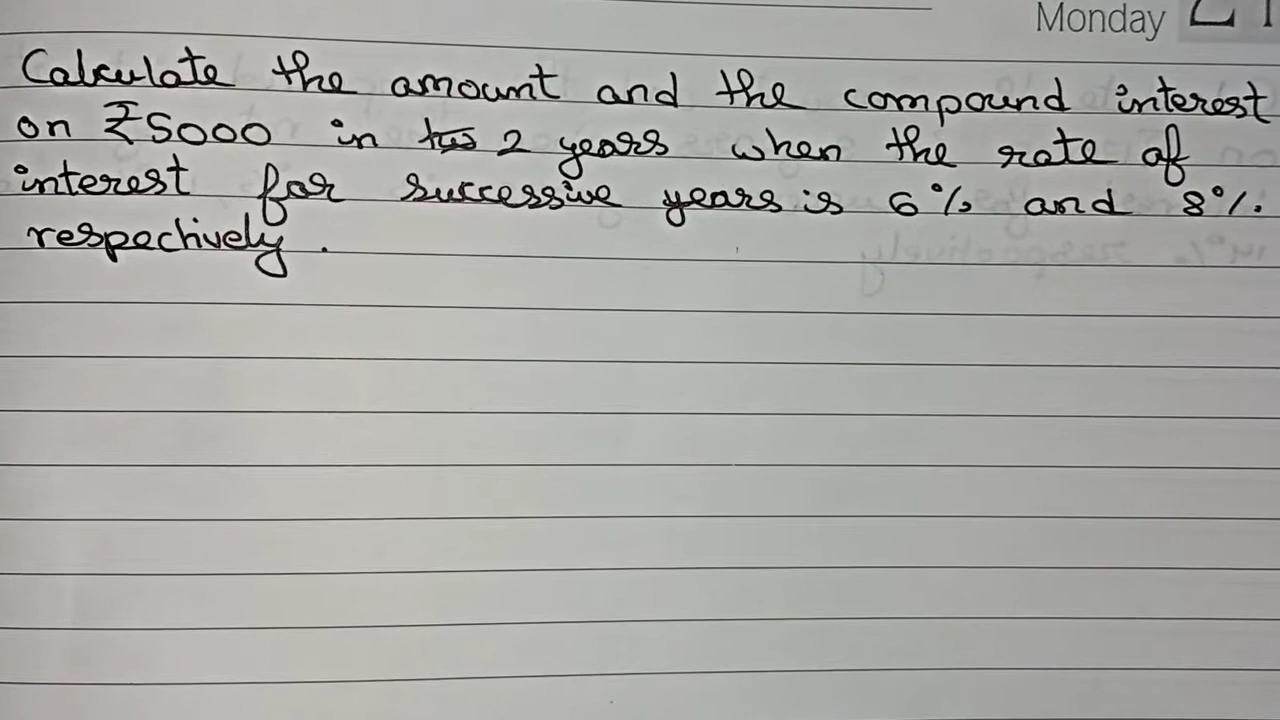 Monday
Calculate the amount and the compound interest
on ₹5000 in 2 years when the rate of
interest for successive years is 6% and 8%.
respectively.